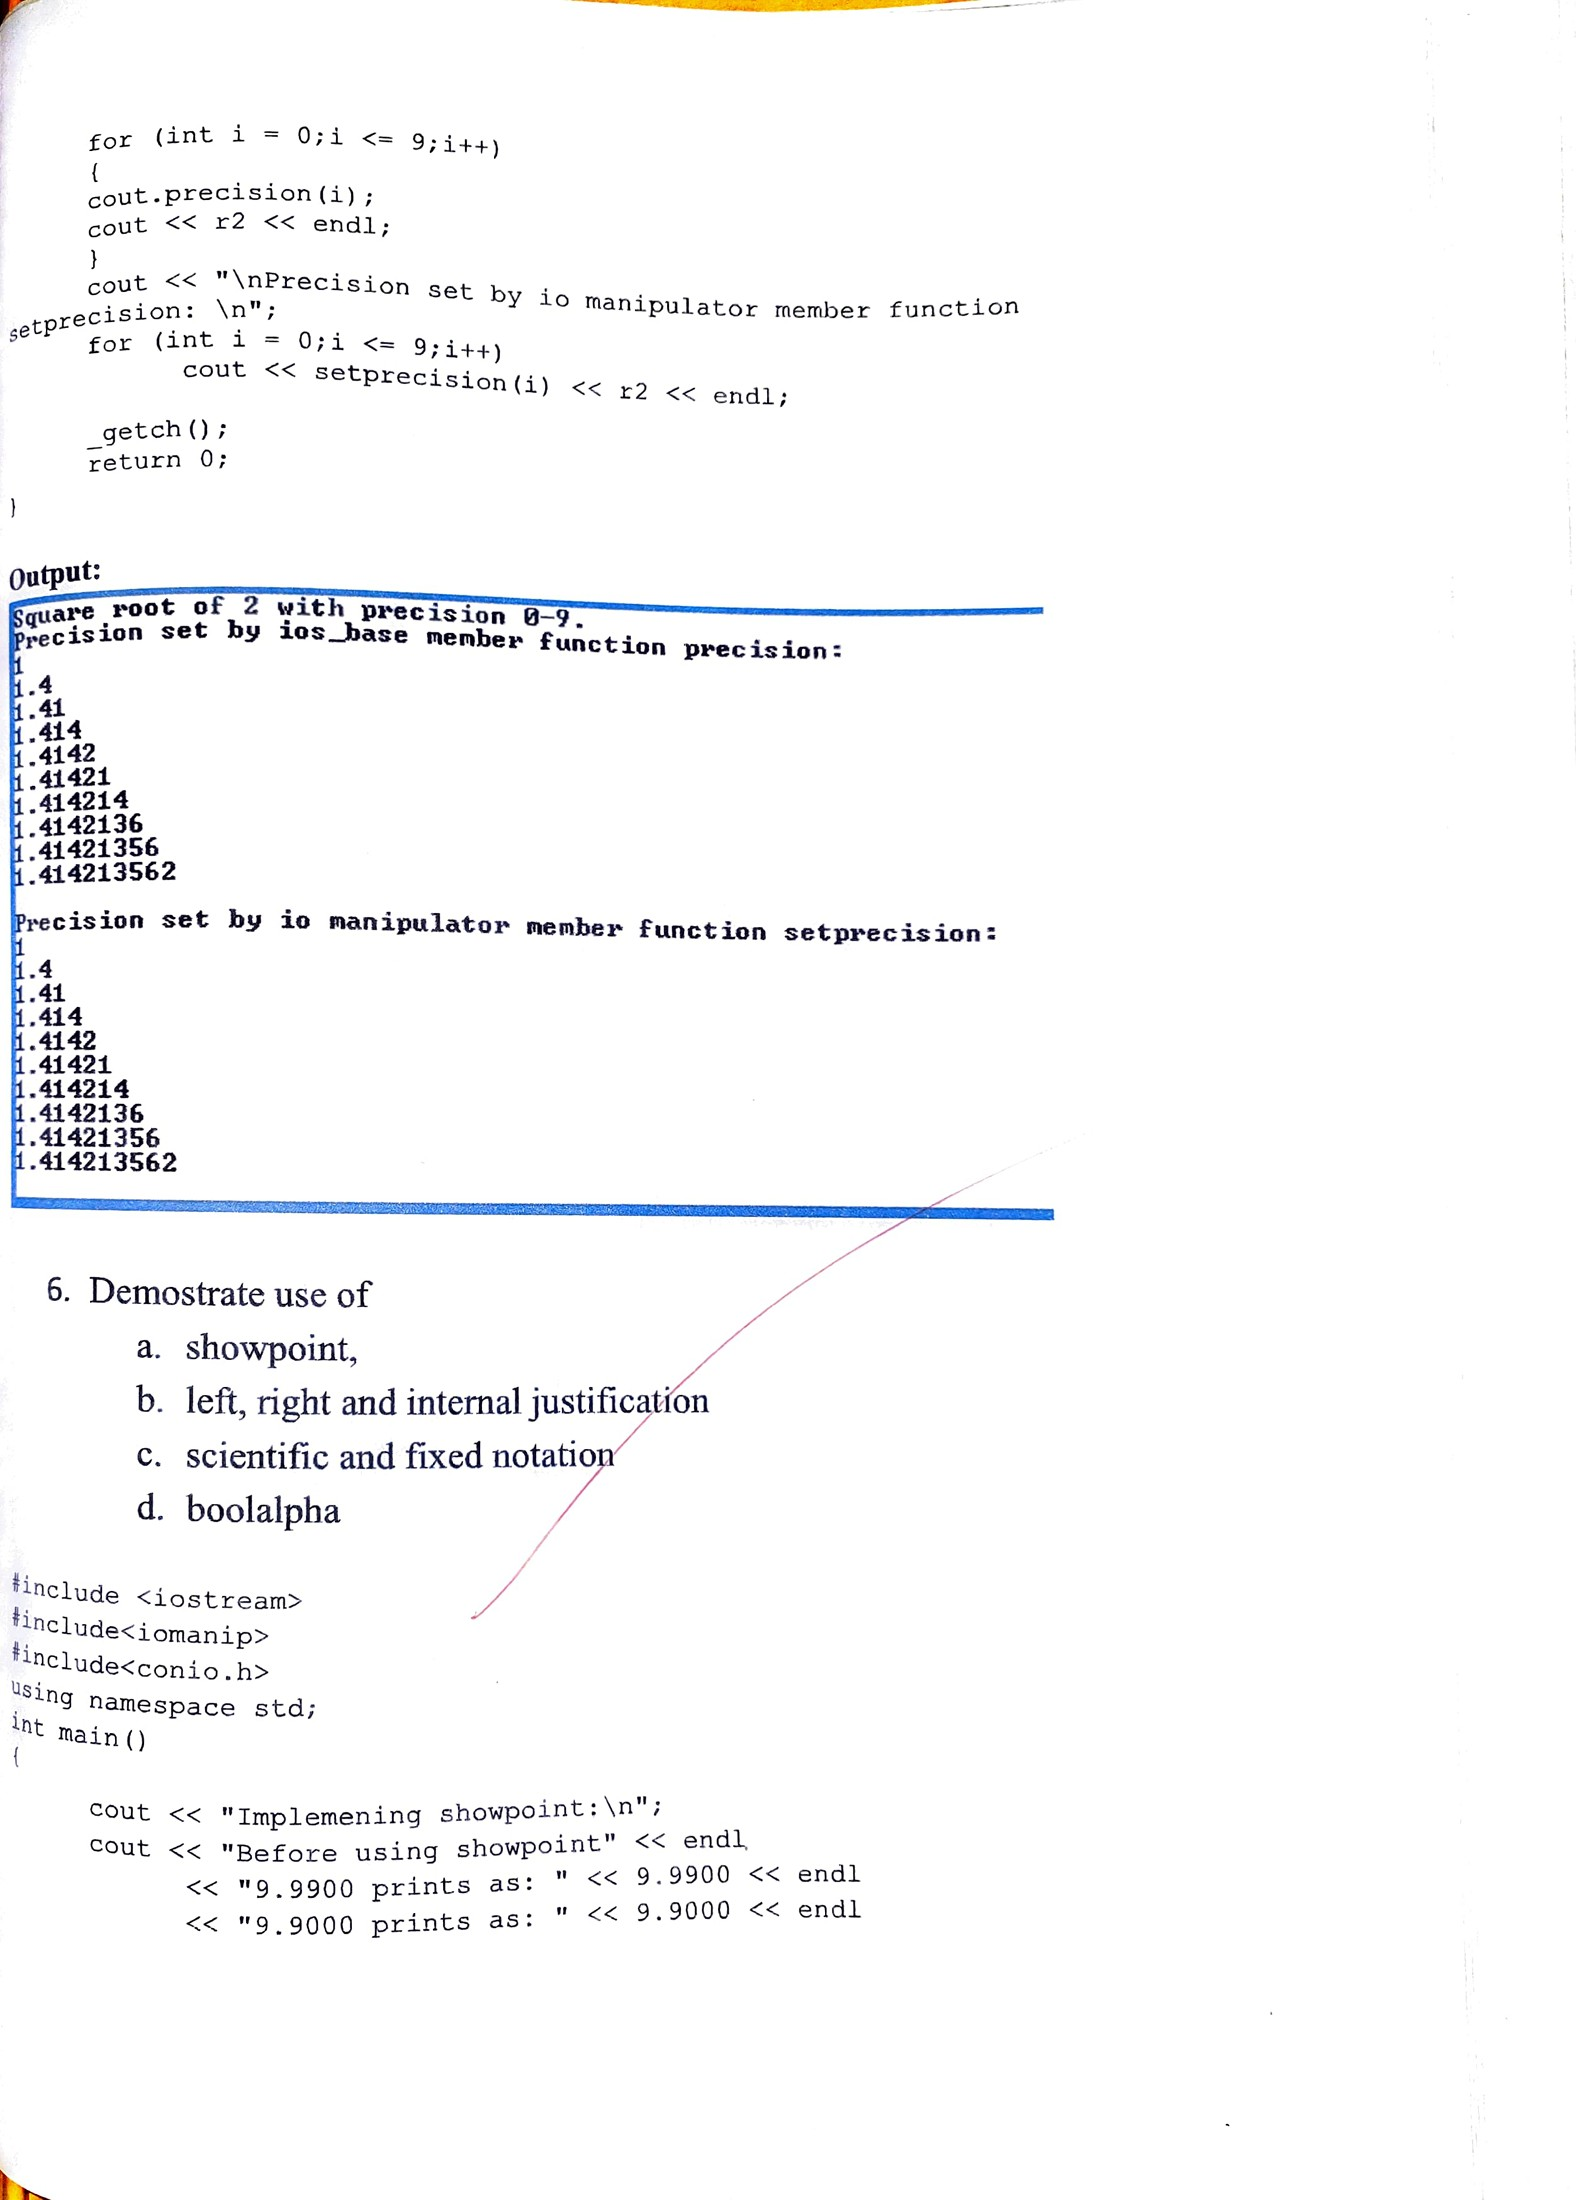 for (int i = 0;i <= 9;i++)
{
cout.precision(i);
cout << r2 << endl;
}
cout << "\nPrecision set by io manipulator member function
setprecision: \n";
for (int i = 0;i <= 9;i++)
cout << setprecision(i) << r2 << endl;
_getch();
return 0;
}
Output:
Square root of 2 with precision 0-9.
Precision set by ios_base member function precision:
1
1.4
1.41
1.414
1.4142
1.41421
1.414214
1.4142136
1.41421356
1.414213562
Precision set by io manipulator member function setprecision:
1
1.4
1.41
1.414
1.4142
1.41421
1.414214
1.4142136
1.41421356
1.414213562
6. Demostrate use of
a. showpoint,
b. left, right and internal justification
c. scientific and fixed notation
d. boolalpha
#include <iostream>
#include<iomanip>
#include<conio.h>
using namespace std;
int main()
{
cout << "Implemening showpoint:\n";
cout << "Before using showpoint" << endl
<< "9.9900 prints as: " << 9.9900 << endl
<< "9.9000 prints as: " << 9.9000 << endl